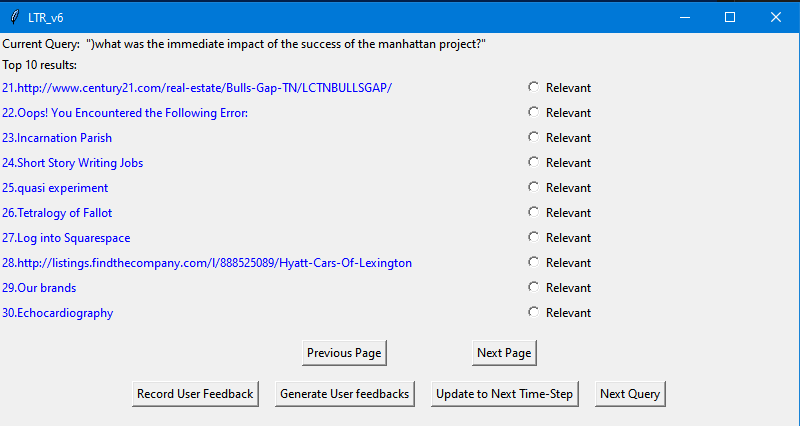 LTR_v6
Current Query: ")what was the immediate impact of the success of the manhattan project?"
Top 10 results:
21.http://www.century21.com/real-estate/Bulls-Gap-TN/LCTNBULLSGAP/ Relevant
22.Oops! You Encountered the Following Error: Relevant
23.Incarnation Parish Relevant
24.Short Story Writing Jobs Relevant
25.quasi experiment Relevant
26.Tetralogy of Fallot Relevant
27.Log into Squarespace Relevant
28.http://listings.findthecompany.com/l/888525089/Hyatt-Cars-Of-Lexington Relevant
29.Our brands Relevant
30.Echocardiography Relevant
Previous Page Next Page
Record User Feedback Generate User feedbacks Update to Next Time-Step Next Query